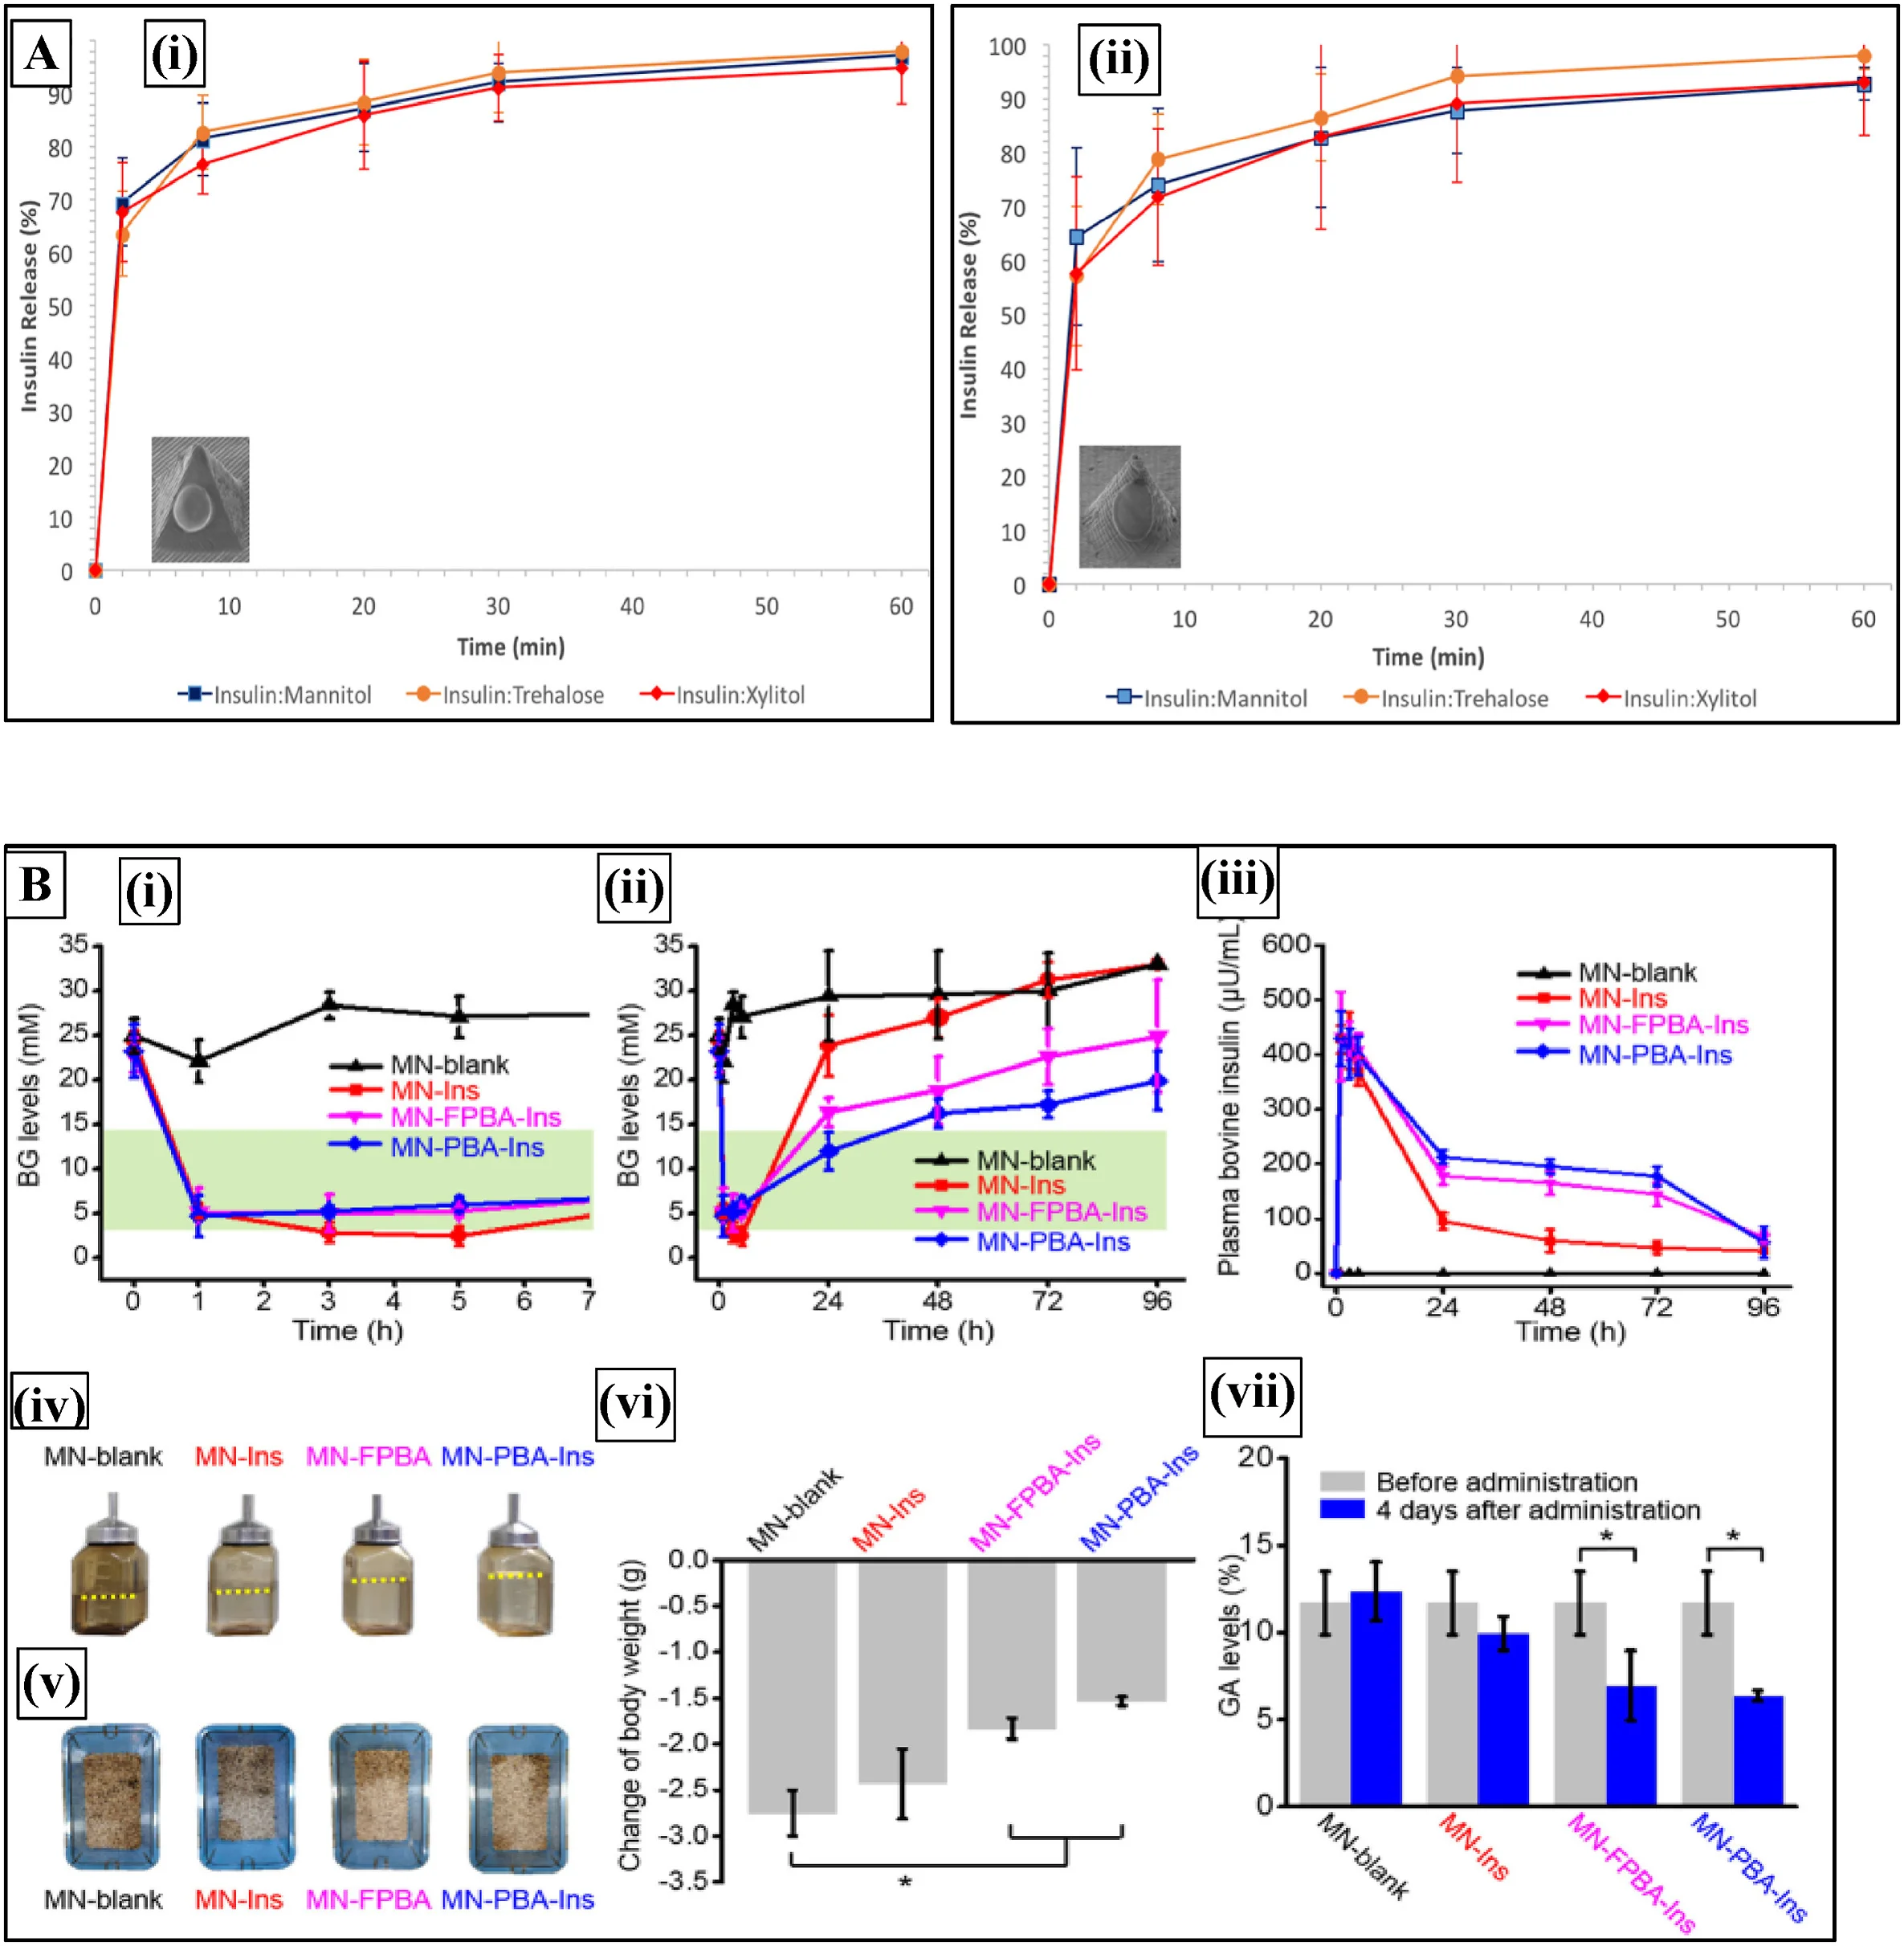 A
(i)
90
80
70
60
50
40
30
20
10
0
Insulin Release (%)
0 10 20 30 40 50 60
Time (min)
Insulin:Mannitol Insulin:Trehalose Insulin:Xylitol
(ii)
100
90
80
70
60
50
40
30
20
10
0
Insulin Release (%)
0 10 20 30 40 50 60
Time (min)
Insulin:Mannitol Insulin:Trehalose Insulin:Xylitol
B
(i)
35
30
25
20
15
10
5
0
BG levels (mM)
MN-blank
MN-Ins
MN-FPBA-Ins
MN-PBA-Ins
0 1 2 3 4 5 6 7
Time (h)
(ii)
35
30
25
20
15
10
5
0
BG levels (mM)
MN-blank
MN-Ins
MN-FPBA-Ins
MN-PBA-Ins
0 24 48 72 96
Time (h)
(iii)
600
500
400
300
200
100
0
Plasma bovine insulin (μU/mL)
MN-blank
MN-Ins
MN-FPBA-Ins
MN-PBA-Ins
0 24 48 72 96
Time (h)
(iv)
MN-blank MN-Ins MN-FPBA MN-PBA-Ins
(v)
MN-blank MN-Ins MN-FPBA MN-PBA-Ins
(vi)
MN-blank
MN-Ins
MN-FPBA-Ins
MN-PBA-Ins
0.0
-0.5
-1.0
-1.5
-2.0
-2.5
-3.0
-3.5
Change of body weight (g)
*
(vii)
20
15
10
5
0
GA levels (%)
Before administration
4 days after administration
* *
MN-blank
MN-Ins
MN-FPBA-Ins
MN-PBA-Ins